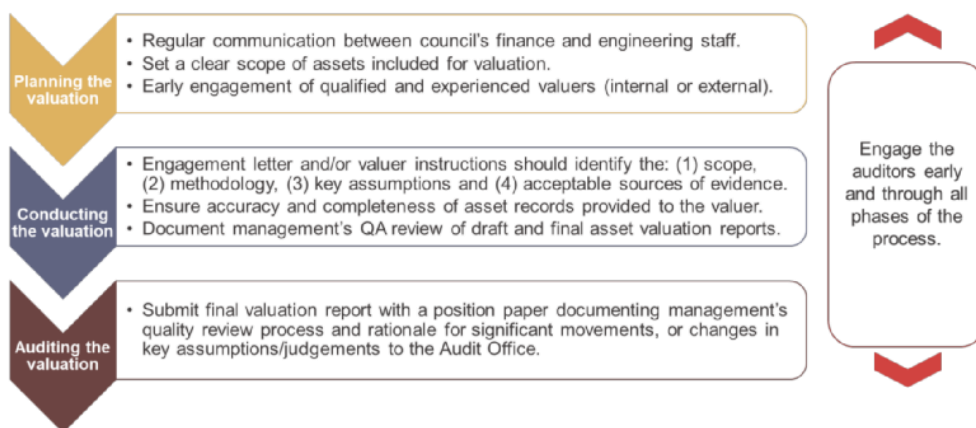 Planning the
valuation
• Regular communication between council's finance and engineering staff.
• Set a clear scope of assets included for valuation.
• Early engagement of qualified and experienced valuers (internal or external).
Conducting
the valuation
• Engagement letter and/or valuer instructions should identify the: (1) scope,
(2) methodology, (3) key assumptions and (4) acceptable sources of evidence.
• Ensure accuracy and completeness of asset records provided to the valuer.
• Document management's QA review of draft and final asset valuation reports.
Auditing the
valuation
• Submit final valuation report with a position paper documenting management's
quality review process and rationale for significant movements, or changes in
key assumptions/judgements to the Audit Office.
Engage the
auditors early
and through all
phases of the
process.